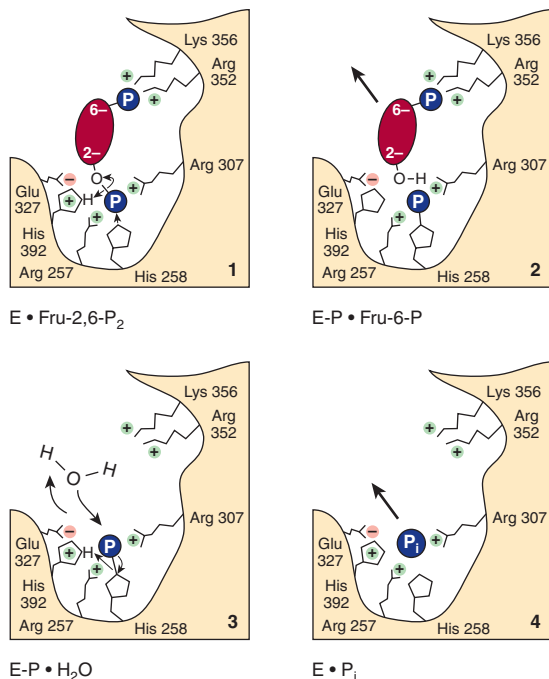 Lys 356
Arg
352
+
P
+
6–
2–
Arg 307
O
–
+
H
P
+
Glu
327
+
His
392
Arg 257
His 258
1
E • Fru-2,6-P₂
Lys 356
Arg
352
+
P
+
6–
2–
Arg 307
O–H
–
+
P
+
Glu
327
+
His
392
Arg 257
His 258
2
E-P • Fru-6-P
Lys 356
Arg
352
+
+
H
H
O
Arg 307
–
+
H
P
+
Glu
327
+
His
392
Arg 257
His 258
3
E-P • H₂O
Lys 356
Arg
352
+
+
Arg 307
–
+
Pᵢ
+
Glu
327
+
His
392
Arg 257
His 258
4
E • Pᵢ